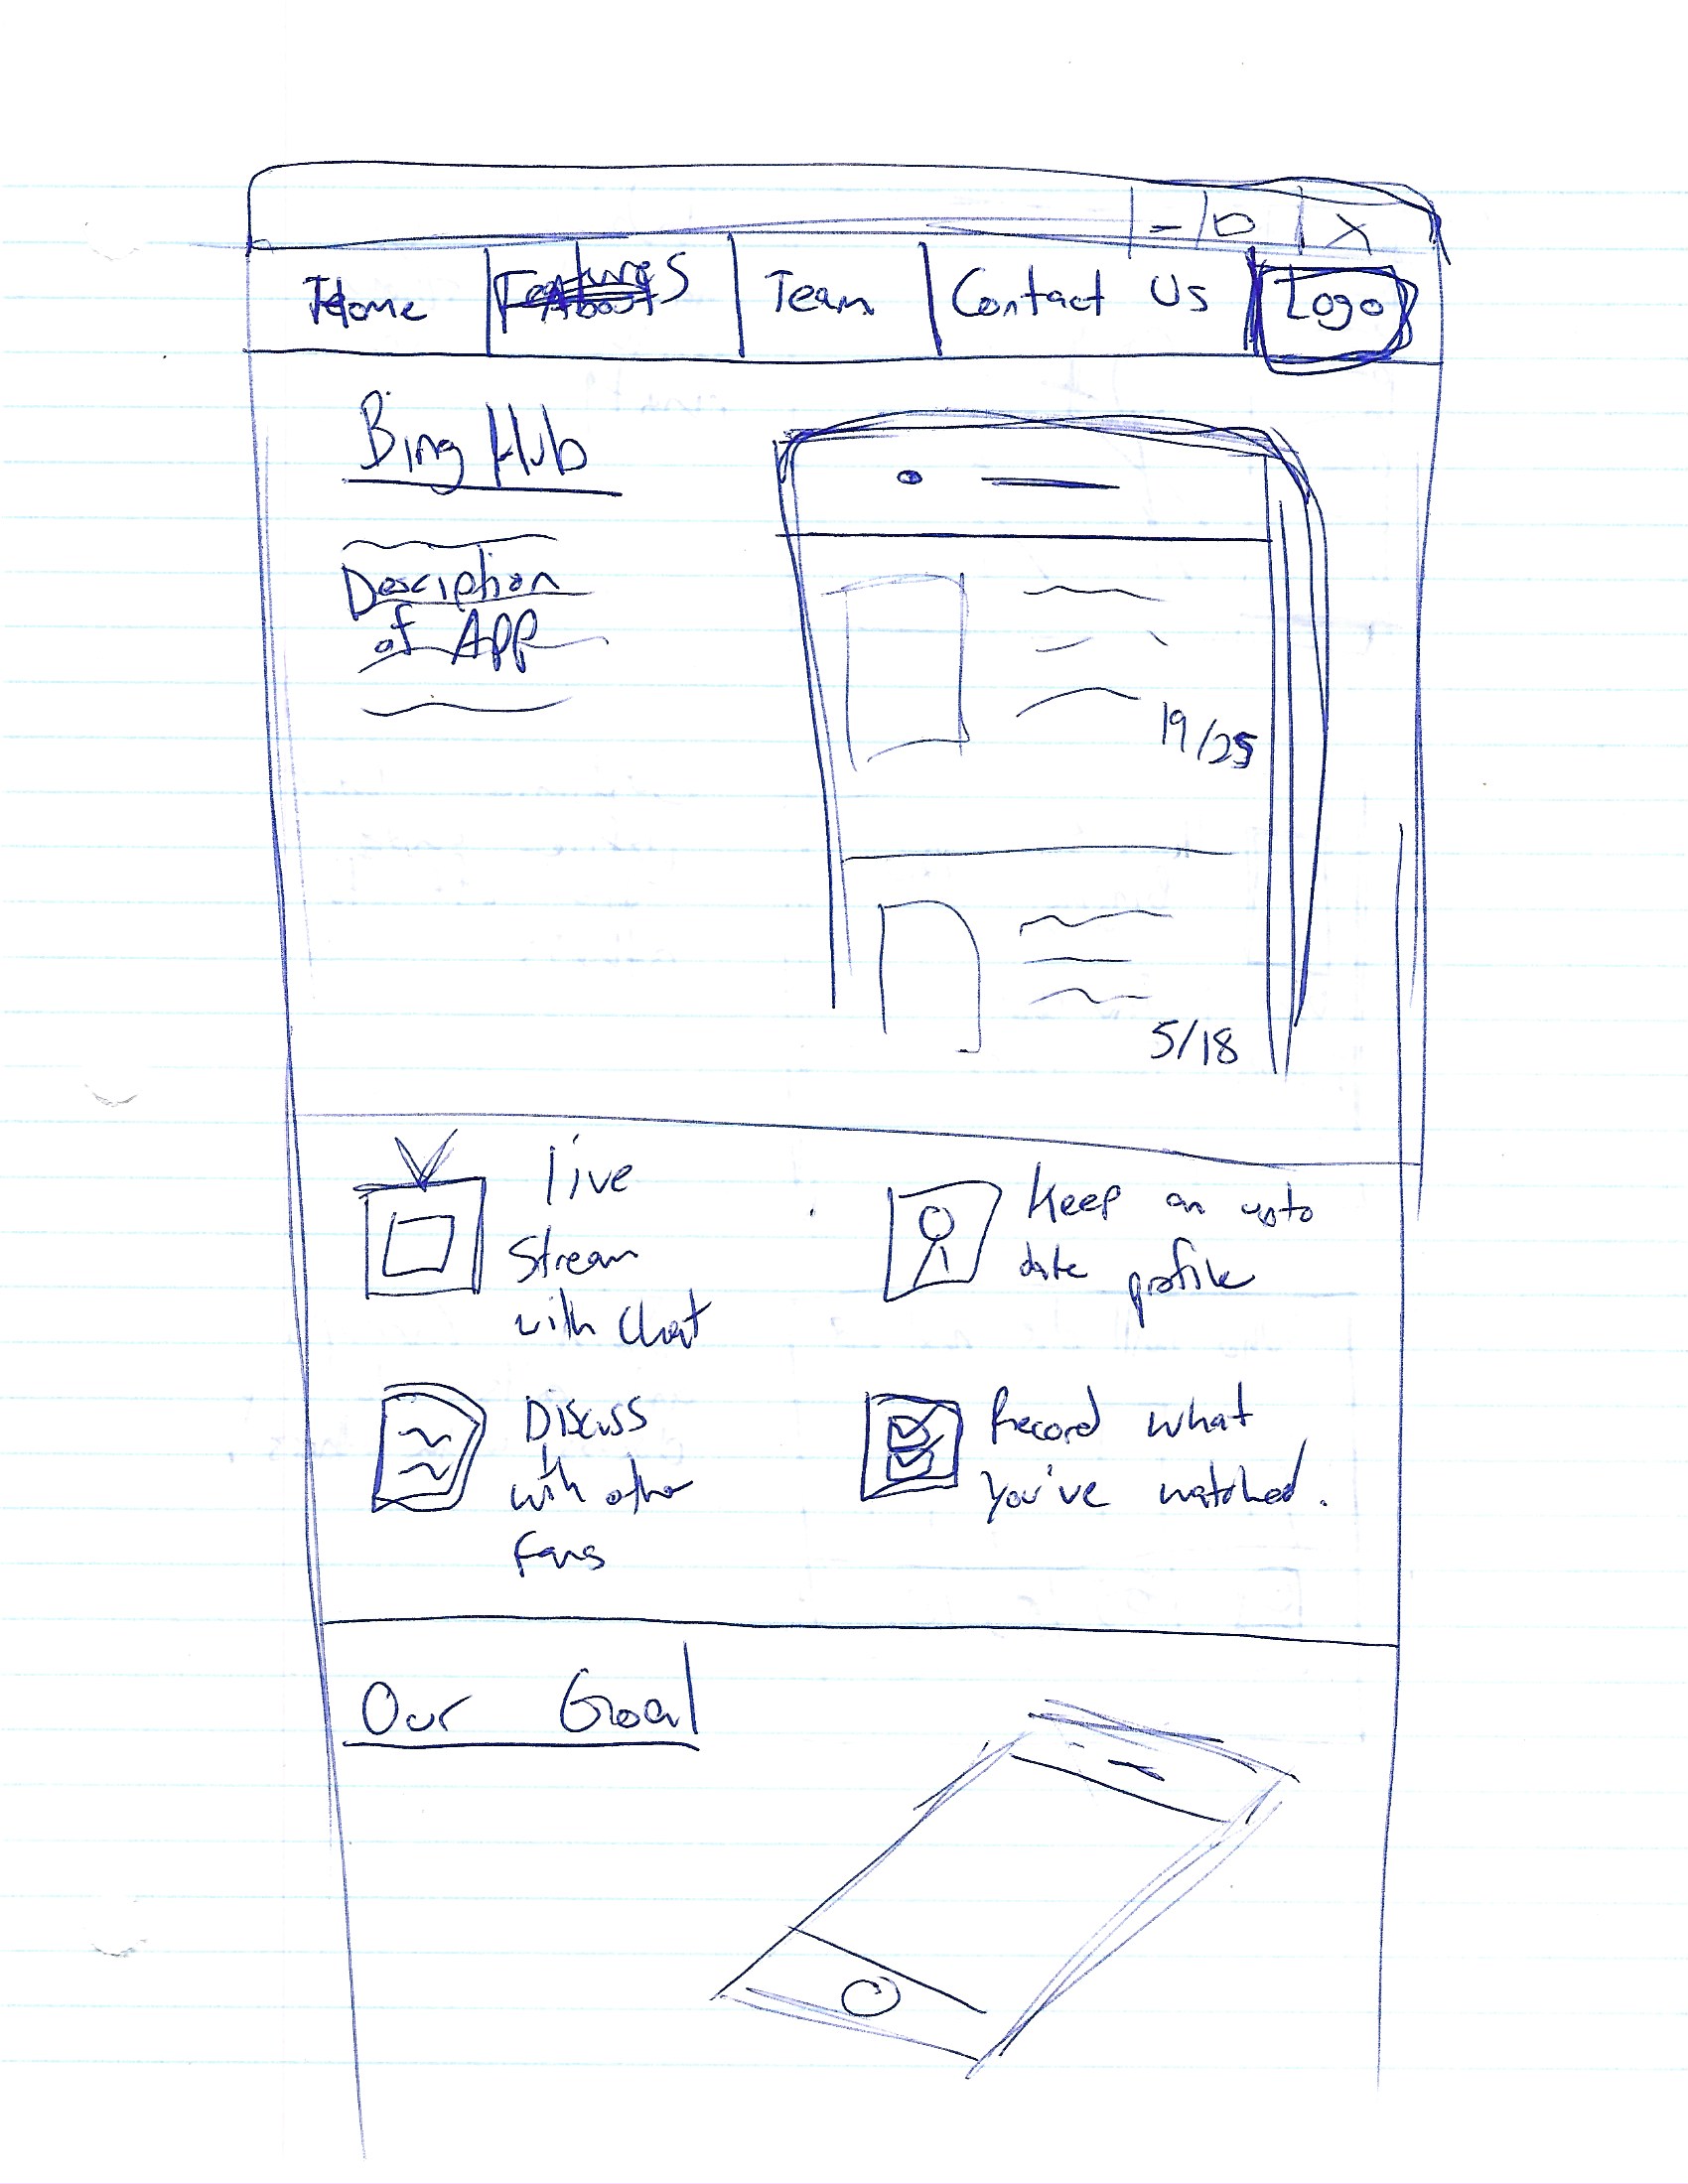 Home
Features
Team
Contact Us
Logo
Bing Hub
Desciption
of App
19/25
5/18
live
Stream
with Chat
Keep an upto
date profile
Discuss
with other
fans
Record what
you've watched.
Our Goal